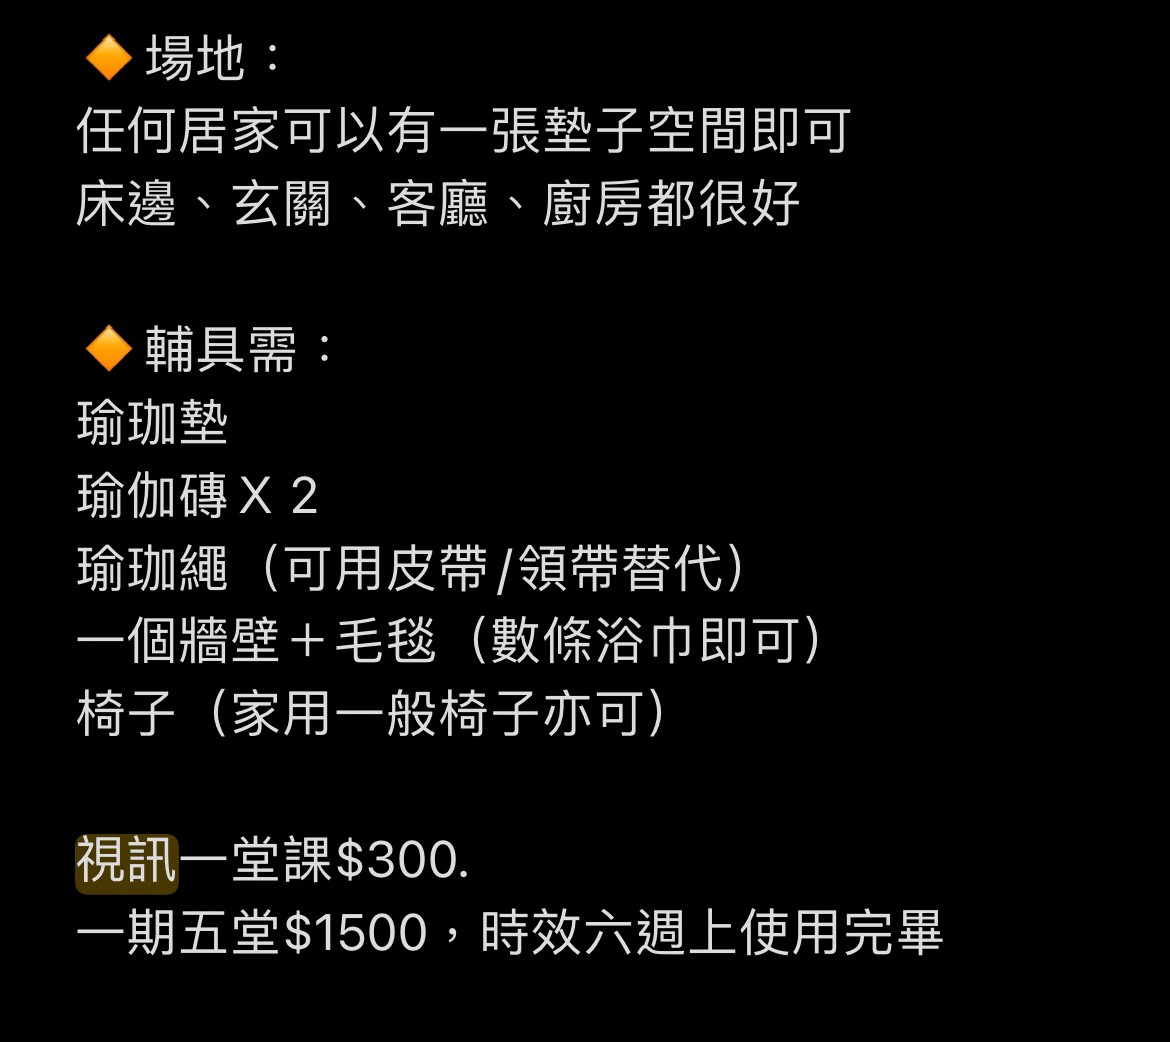 🔶場地：
任何居家可以有一張墊子空間即可
床邊、玄關、客廳、廚房都很好
🔶輔具需：
瑜珈墊
瑜伽磚 X 2
瑜珈繩（可用皮帶/領帶替代）
一個牆壁＋毛毯（數條浴巾即可）
椅子（家用一般椅子亦可）
視訊一堂課$300.
一期五堂$1500，時效六週上使用完畢